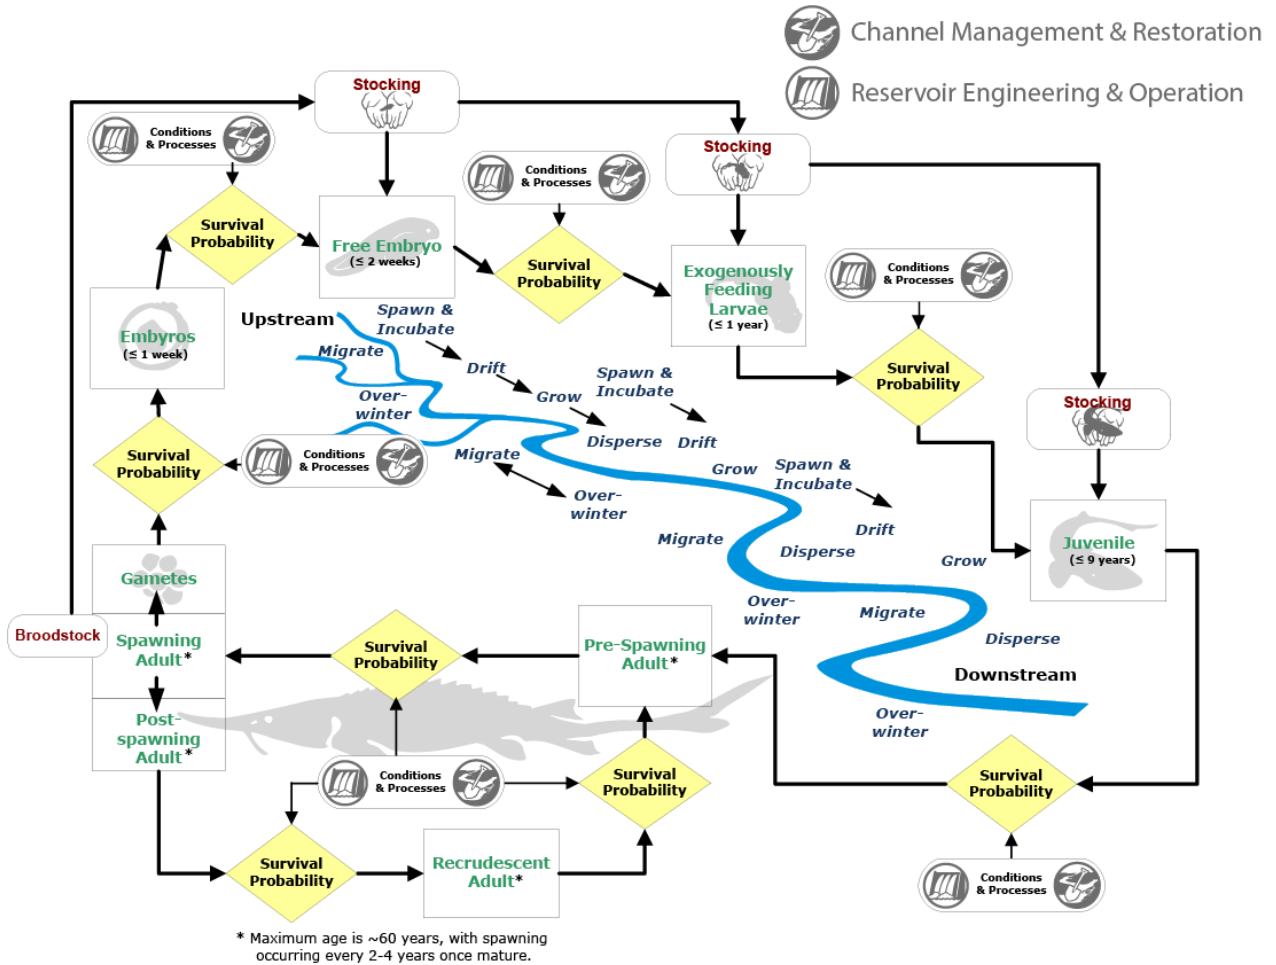 Channel Management & Restoration
Reservoir Engineering & Operation
Stocking
Conditions
& Processes
Stocking
Conditions
& Processes
Survival
Probability
Free Embryo
(≤ 2 weeks)
Survival
Probability
Exogenously
Feeding
Larvae
(≤ 1 year)
Conditions
& Processes
Embyros
(≤ 1 week)
Upstream
Spawn &
Incubate
Migrate
Drift
Over-
winter
Grow
Spawn &
Incubate
Disperse
Drift
Survival
Probability
Stocking
Survival
Probability
Conditions
& Processes
Migrate
Over-
winter
Grow
Spawn &
Incubate
Drift
Migrate
Disperse
Grow
Juvenile
(≤ 9 years)
Gametes
Over-
winter
Migrate
Disperse
Downstream
Over-
winter
Broodstock
Spawning
Adult*
Survival
Probability
Pre-Spawning
Adult*
Post-
spawning
Adult*
Conditions
& Processes
Survival
Probability
Survival
Probability
Survival
Probability
Recrudescent
Adult*
Conditions
& Processes
* Maximum age is ~60 years, with spawning
occurring every 2-4 years once mature.